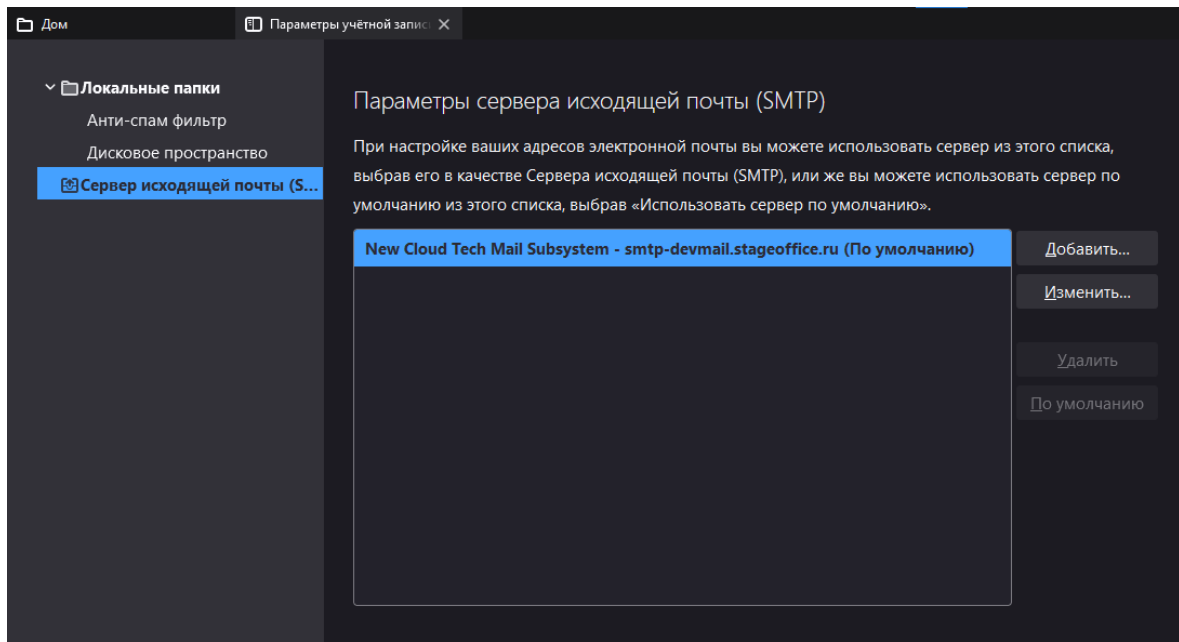 Дом
Параметры учётной запис
Локальные папки
Анти-спам фильтр
Дисковое пространство
Сервер исходящей почты (S...
Параметры сервера исходящей почты (SMTP)
При настройке ваших адресов электронной почты вы можете использовать сервер из этого списка,
выбрав его в качестве Сервера исходящей почты (SMTP), или же вы можете использовать сервер по
умолчанию из этого списка, выбрав «Использовать сервер по умолчанию».
New Cloud Tech Mail Subsystem - smtp-devmail.stageoffice.ru (По умолчанию)
Добавить...
Изменить...
Удалить
По умолчанию